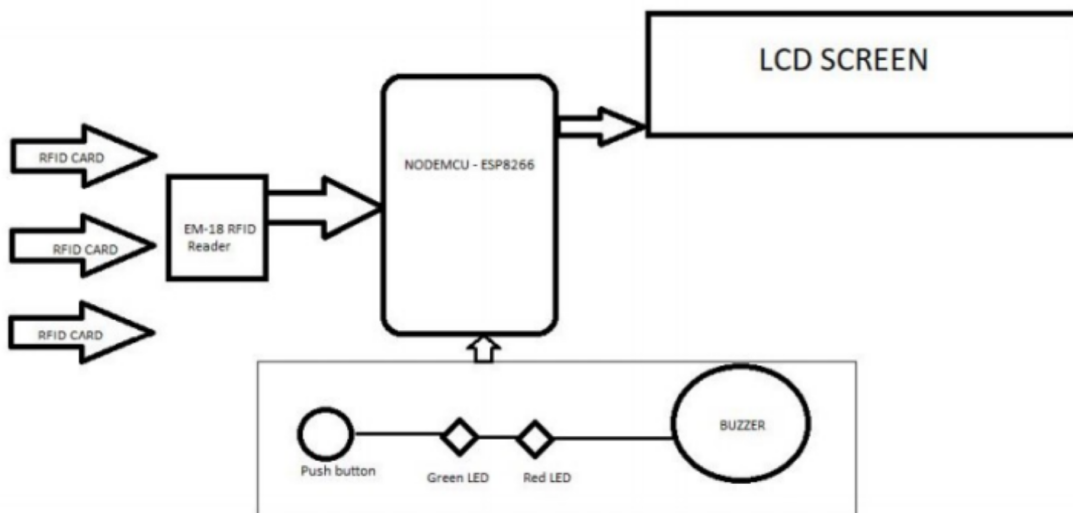 LCD SCREEN
NODEMCU - ESP8266
RFID CARD
EM-18 RFID
Reader
RFID CARD
RFID CARD
BUZZER
Push button
Green LED
Red LED